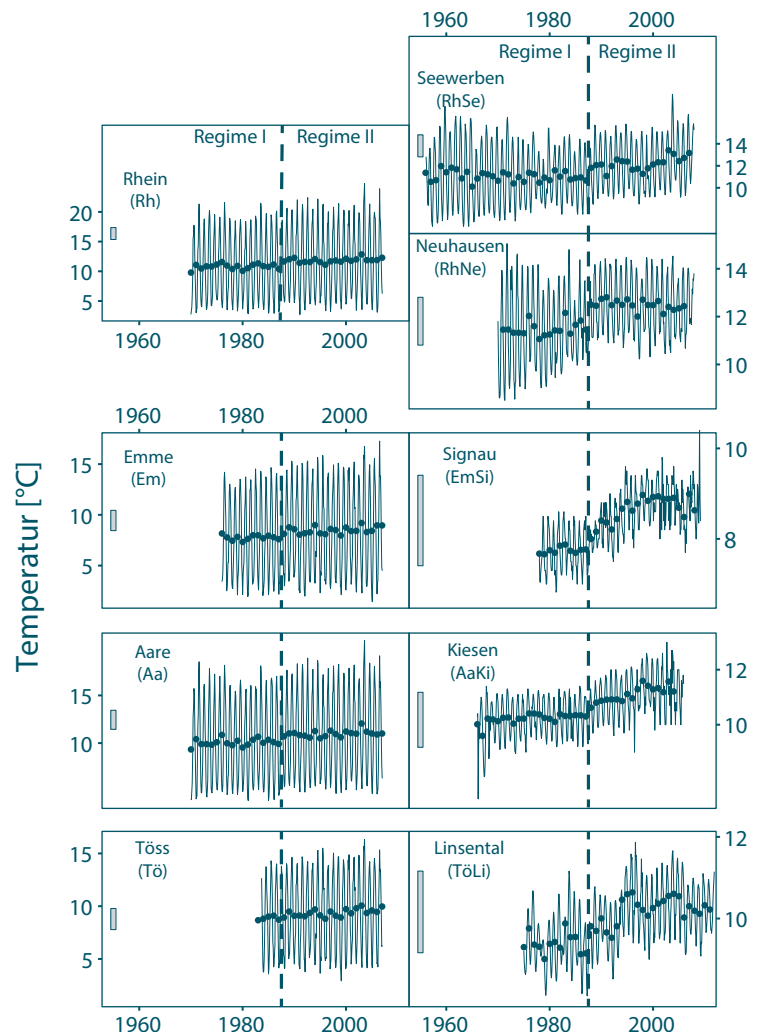 1960 1980 2000
Regime I Regime II
Seewerben
(RhSe)
14
12
10
Regime I Regime II
Rhein
(Rh)
20
15
10
5
1960 1980 2000
Neuhausen
(RhNe)
14
12
10
Temperatur [°C]
1960 1980 2000
Emme
(Em)
15
10
5
Signau
(EmSi)
10
8
Aare
(Aa)
15
10
Kiesen
(AaKi)
12
10
Töss
(Tö)
15
10
5
Linsental
(TöLi)
12
10
1960 1980 2000
1960 1980 2000